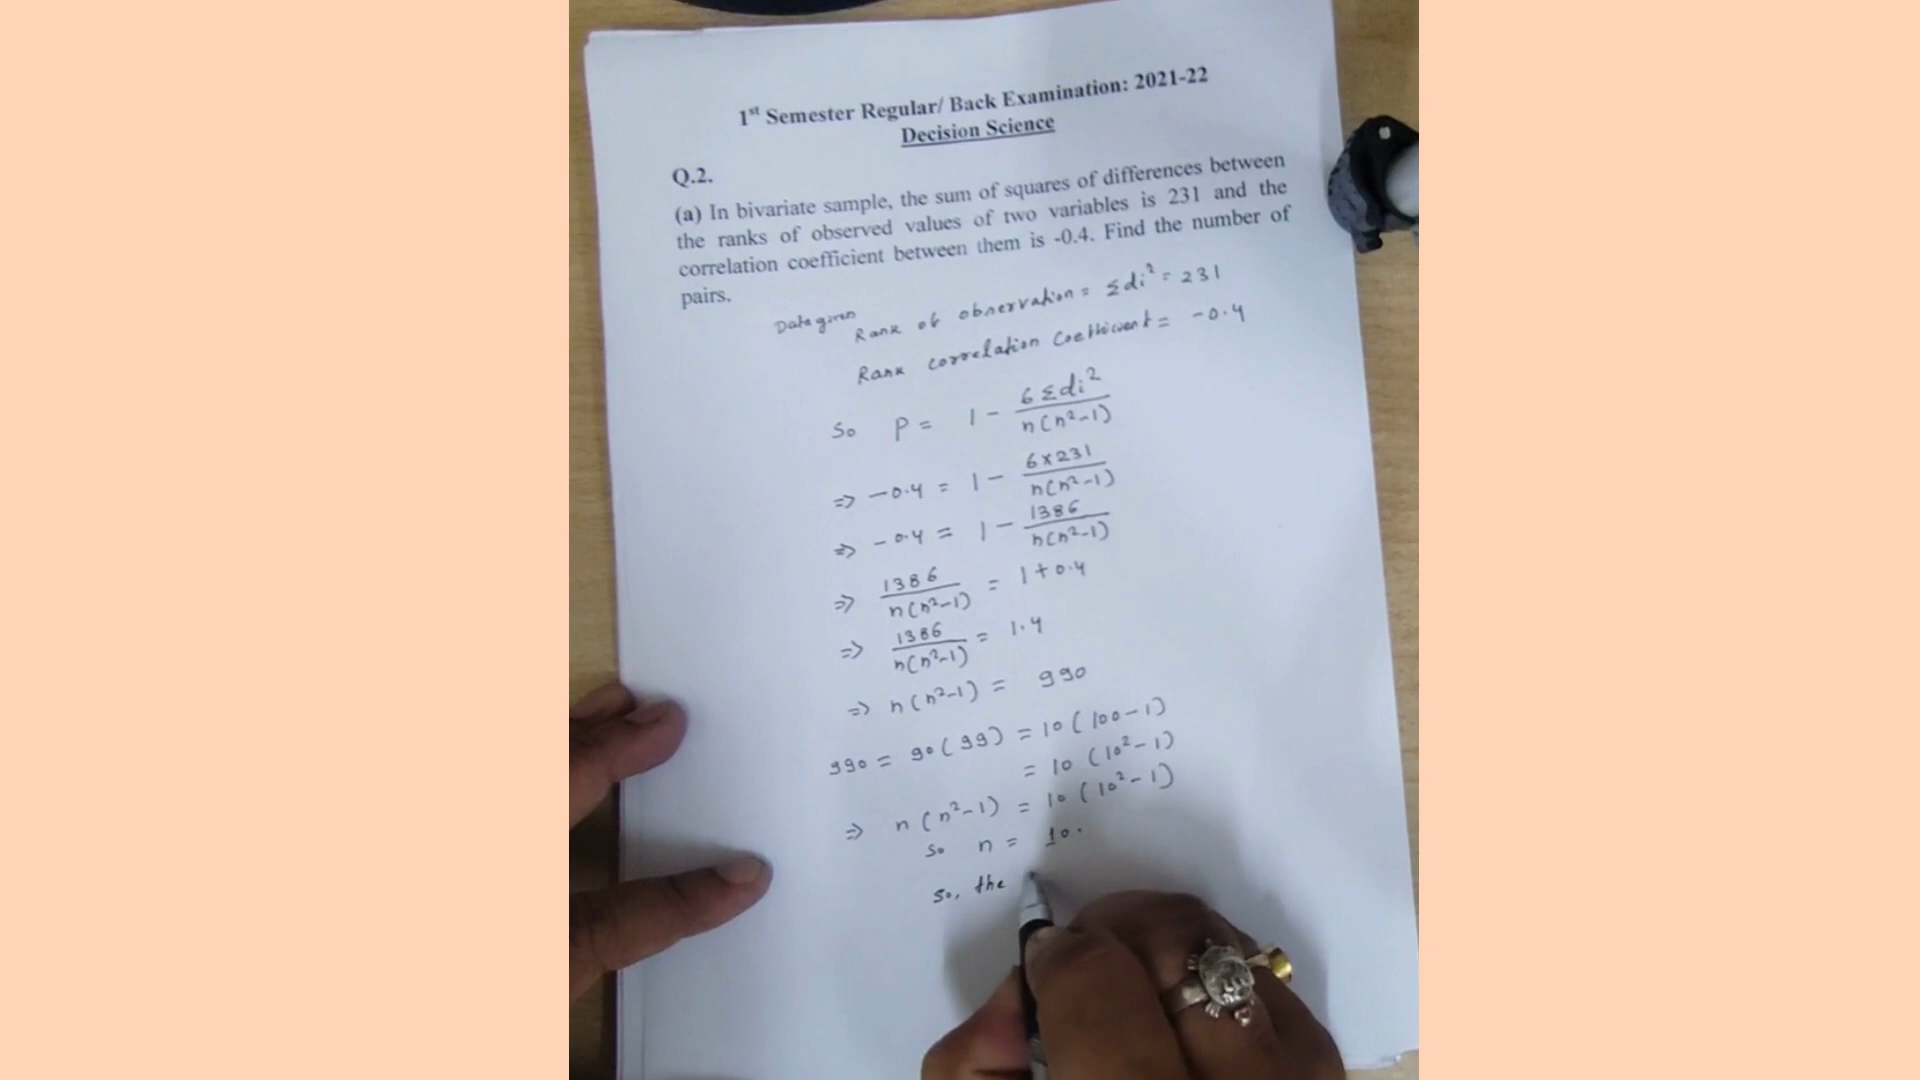 1st Semester Regular/ Back Examination: 2021-22
Decision Science
Q.2.
(a) In bivariate sample, the sum of squares of differences between
the ranks of observed values of two variables is 231 and the
correlation coefficient between them is -0.4. Find the number of
pairs.
Data given
Rank of observation = Σdi² = 231
Rank correlation coefficient = -0.4
So P = 1 - 6Σdi² / n(n²-1)
=> -0.4 = 1 - 6×231 / n(n²-1)
=> -0.4 = 1 - 1386 / n(n²-1)
=> 1386 / n(n²-1) = 1+0.4
=> 1386 / n(n²-1) = 1.4
=> n(n²-1) = 990
990 = 90(99) = 10(100-1)
= 10(10²-1)
=> n(n²-1) = 10(10²-1)
So n = 10.
So, the